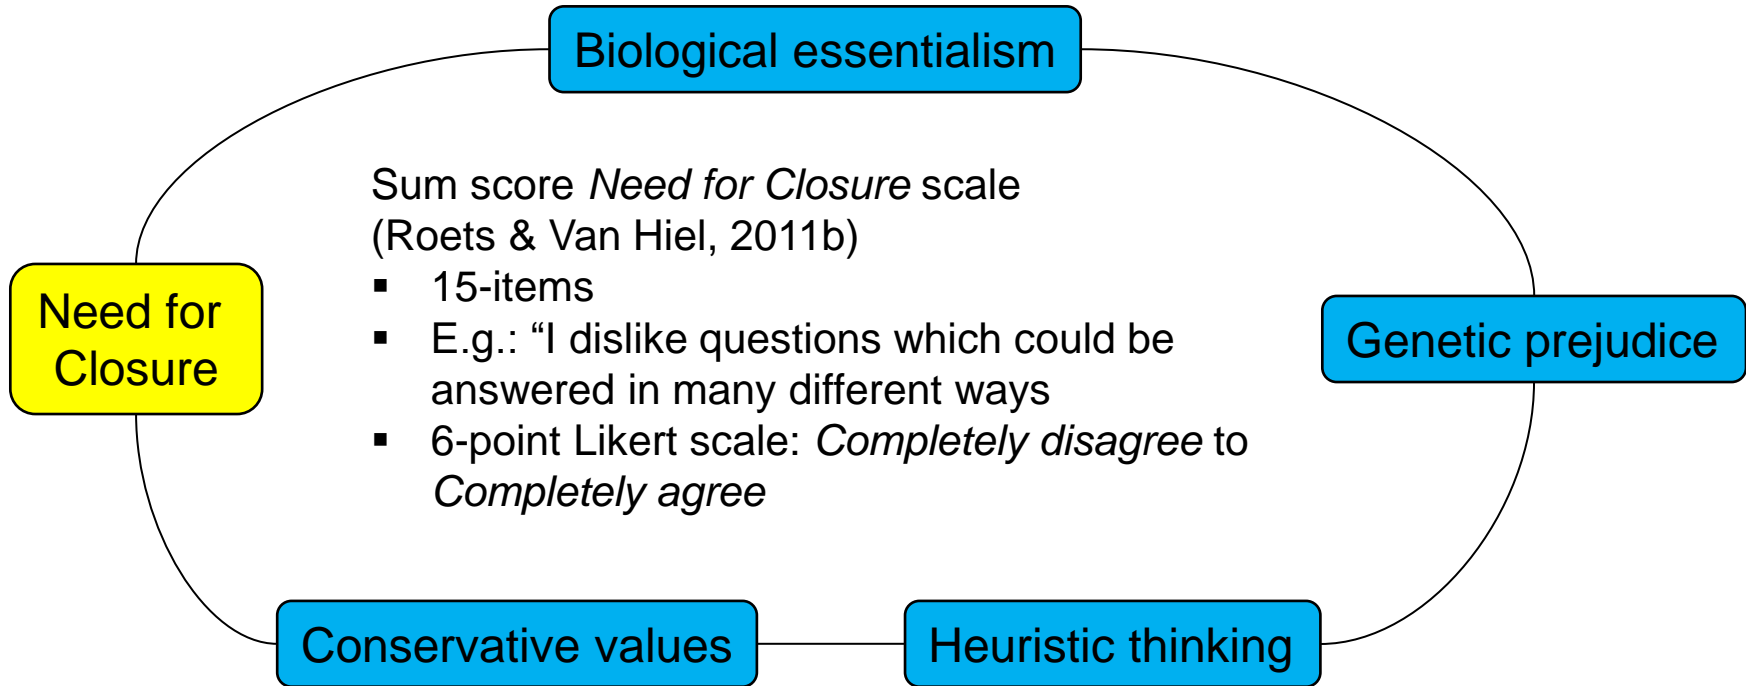 Biological essentialism
Sum score Need for Closure scale
(Roets & Van Hiel, 2011b)
▪ 15-items
▪ E.g.: “I dislike questions which could be
answered in many different ways
▪ 6-point Likert scale: Completely disagree to
Completely agree
Need for
Closure
Genetic prejudice
Conservative values
Heuristic thinking